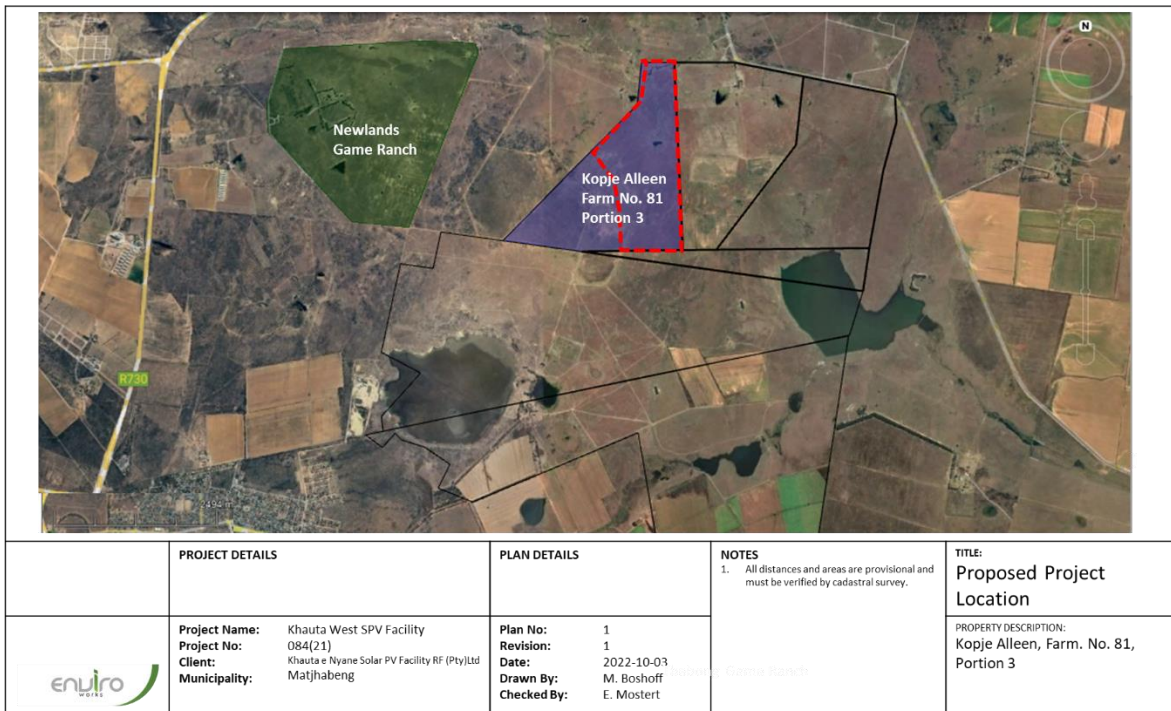 N
Newlands
Game Ranch
Kopje Alleen
Farm No. 81
Portion 3
R730
494 m
PROJECT DETAILS
Project Name: Khauta West SPV Facility
Project No: 084(21)
Client: Khauta e Nyane Solar PV Facility RF (Pty)Ltd
Municipality: Matjhabeng
PLAN DETAILS
Plan No: 1
Revision: 1
Date: 2022-10-03
Drawn By: M. Boshoff
Checked By: E. Mostert
NOTES
1. All distances and areas are provisional and
must be verified by cadastral survey.
TITLE:
Proposed Project
Location
PROPERTY DESCRIPTION:
Kopje Alleen, Farm. No. 81,
Portion 3
enviro
works
Game Ranch